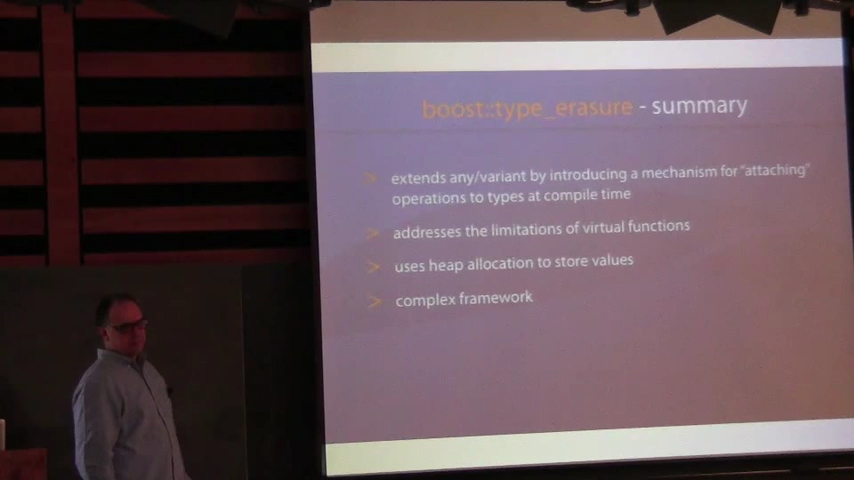 boost::type_erasure - summary
> extends any/variant by introducing a mechanism for "attaching"
operations to types at compile time
> addresses the limitations of virtual functions
> uses heap allocation to store values
> complex framework